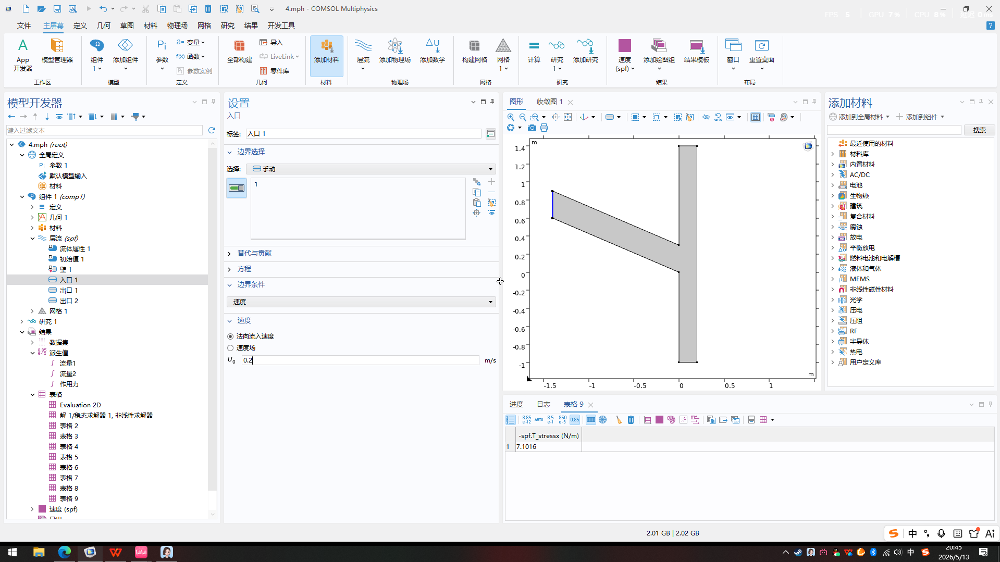 4.mph - COMSOL Multiphysics
FPS 5 GPU 7% CPU 8% 延迟 0 ms
文件 主屏幕 定义 几何 草图 材料 物理场 网格 研究 结果 开发工具
App 开发器
模型管理器
工作区
组件 1
添加组件
模型
Pi 参数
a= 变量
f(x) 函数
Pi 参数实例
定义
全部构建
导入
LiveLink
零件库
几何
添加材料
材料
层流
添加物理场
ΔU 添加数学
物理场
构建网格
网格 1
网格
计算
研究 1
添加研究
研究
速度 (spf)
添加绘图组
结果模板
结果
窗口
重置桌面
布局
模型开发器
键入过滤文本
4.mph (root)
全局定义
Pi 参数 1
默认模型输入
材料
组件 1 (comp1)
定义
几何 1
材料
层流 (spf)
流体属性 1
初始值 1
壁 1
入口 1
出口 1
出口 2
网格 1
研究 1
结果
数据集
8.85 e-12 派生值
流量1
流量2
作用力
表格
Evaluation 2D
解 1/稳态求解器 1, 非线性求解器
表格 2
表格 3
表格 4
表格 5
表格 6
表格 7
表格 8
表格 9
速度 (spf)
设置
入口
标签: 入口 1
边界选择
选择: 手动
1
替代与贡献
方程
边界条件
速度
速度
法向流入速度
速度场
U0 0.2 m/s
图形 收敛图 1
m
1.4
1.2
1
0.8
0.6
0.4
0.2
0
-0.2
-0.4
-0.6
-0.8
-1
m
-1.5 -1 -0.5 0 0.5 1
添加材料
添加到全局材料 添加到组件
搜索
最近使用的材料
材料库
内置材料
AC/DC
电池
生物热
建筑
复合材料
腐蚀
放电
平衡放电
燃料电池和电解槽
液体和气体
MEMS
非线性磁性材料
光学
压电
压阻
RF
半导体
热电
用户定义库
进度 日志 表格 9
8.85 e-12 AUTO 8.5 e-1 850 e-3 0.85
-spf.T_stressx (N/m)
1 7.1016
2.01 GB | 2.02 GB
中
中
20:45
2026/5/13